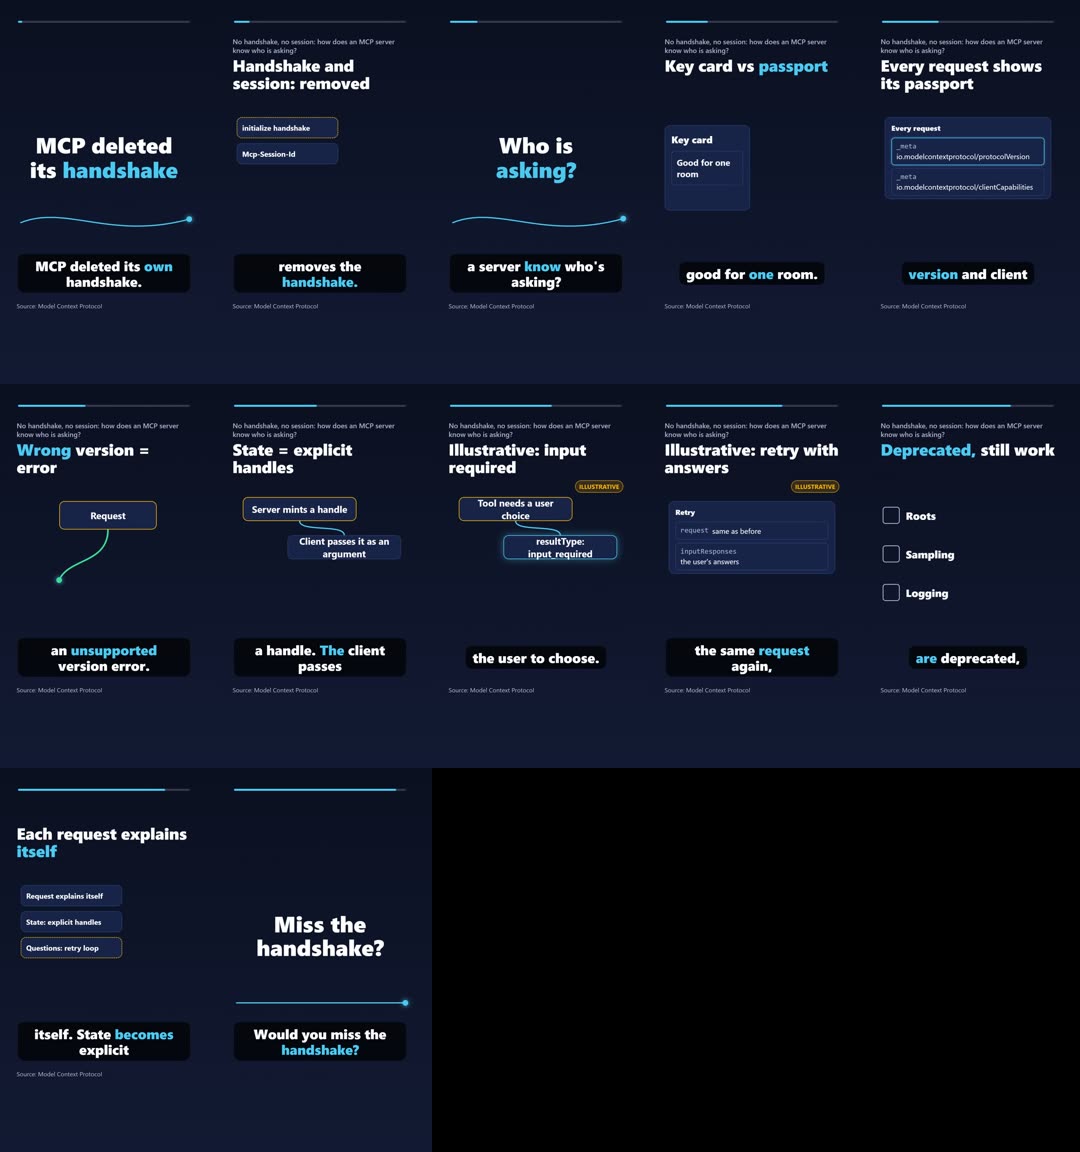 MCP deleted
its handshake
MCP deleted its own
handshake.
Source: Model Context Protocol
No handshake, no session: how does an MCP server
know who is asking?
Handshake and
session: removed
initialize handshake
Mcp-Session-Id
removes the
handshake.
Source: Model Context Protocol
Who is
asking?
a server know who's
asking?
Source: Model Context Protocol
No handshake, no session: how does an MCP server
know who is asking?
Key card vs passport
Key card
Good for one
room
good for one room.
Source: Model Context Protocol
No handshake, no session: how does an MCP server
know who is asking?
Every request shows
its passport
Every request
_meta
io.modelcontextprotocol/protocolVersion
_meta
io.modelcontextprotocol/clientCapabilities
version and client
Source: Model Context Protocol
No handshake, no session: how does an MCP server
know who is asking?
Wrong version =
error
Request
an unsupported
version error.
Source: Model Context Protocol
No handshake, no session: how does an MCP server
know who is asking?
State = explicit
handles
Server mints a handle
Client passes it as an
argument
a handle. The client
passes
Source: Model Context Protocol
No handshake, no session: how does an MCP server
know who is asking?
Illustrative: input
required
ILLUSTRATIVE
Tool needs a user
choice
resultType:
input_required
the user to choose.
Source: Model Context Protocol
No handshake, no session: how does an MCP server
know who is asking?
Illustrative: retry with
answers
ILLUSTRATIVE
Retry
request same as before
inputResponses
the user's answers
the same request
again,
Source: Model Context Protocol
No handshake, no session: how does an MCP server
know who is asking?
Deprecated, still work
Roots
Sampling
Logging
are deprecated,
Source: Model Context Protocol
Each request explains
itself
Request explains itself
State: explicit handles
Questions: retry loop
itself. State becomes
explicit
Source: Model Context Protocol
Miss the
handshake?
Would you miss the
handshake?